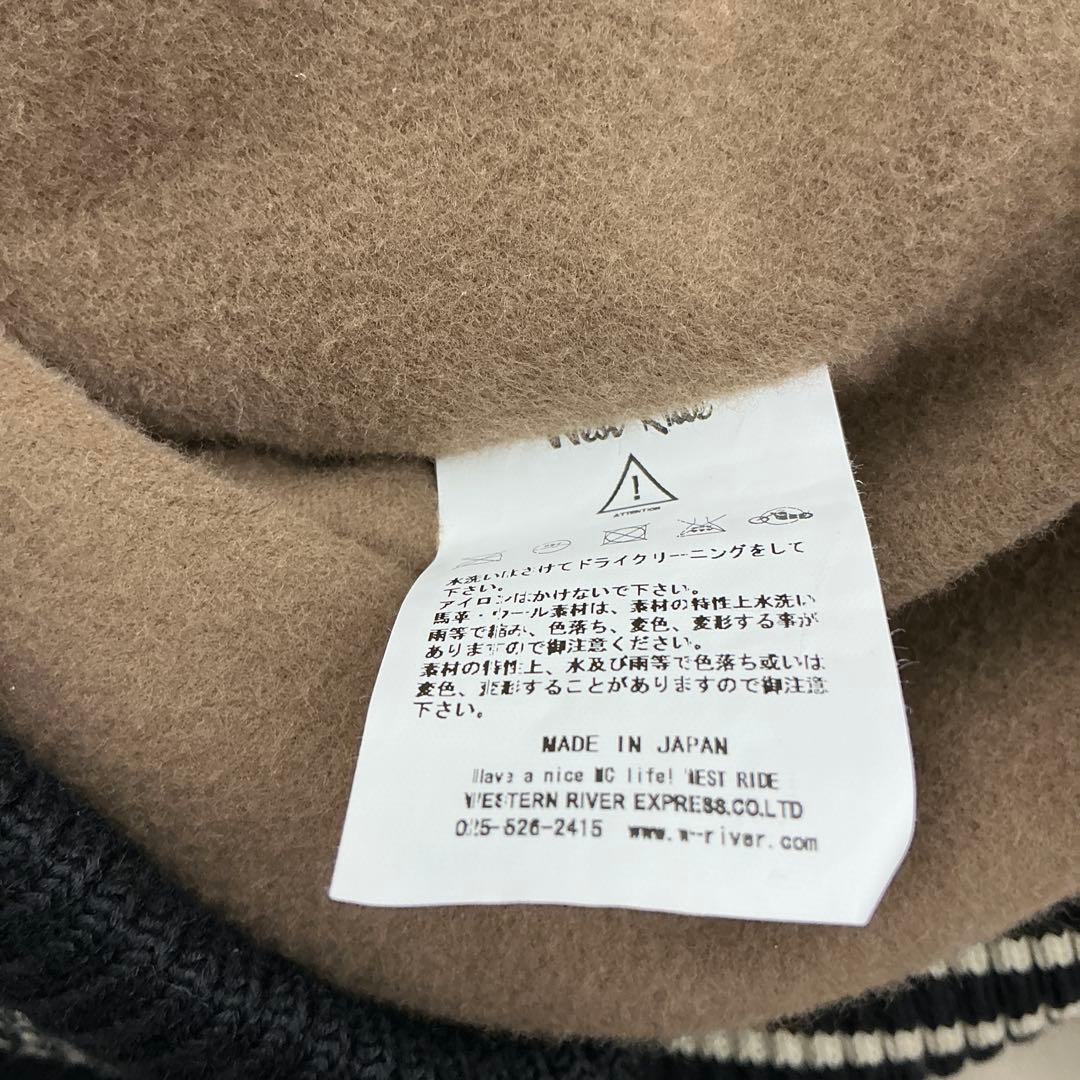 West Ride
ATTENTION
水洗いはさけてドライクリーニングをして
下さい。
アイロンはかけないで下さい。
馬革・ウール素材は、素材の特性上水洗い
雨等で縮み、色落ち、変色、変形する事が
ありますので御注意ください。
素材の特性上、水及び雨等で色落ち或いは
変色、変形することがありますので御注意
下さい。
MADE IN JAPAN
Have a nice MC life! WEST RIDE
WESTERN RIVER EXPRESS.CO.LTD
025-526-2415 www.w-river.com